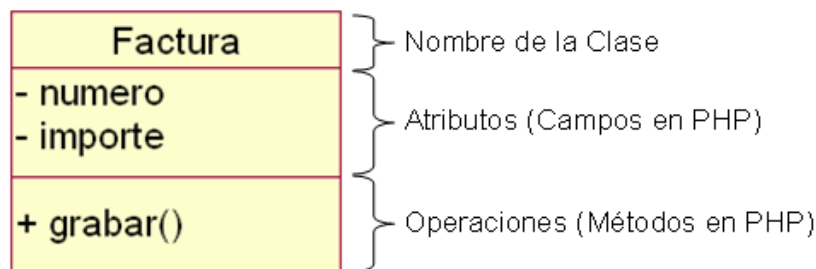 Factura
Nombre de la Clase
- numero
- importe
Atributos (Campos en PHP)
+ grabar()
Operaciones (Métodos en PHP)